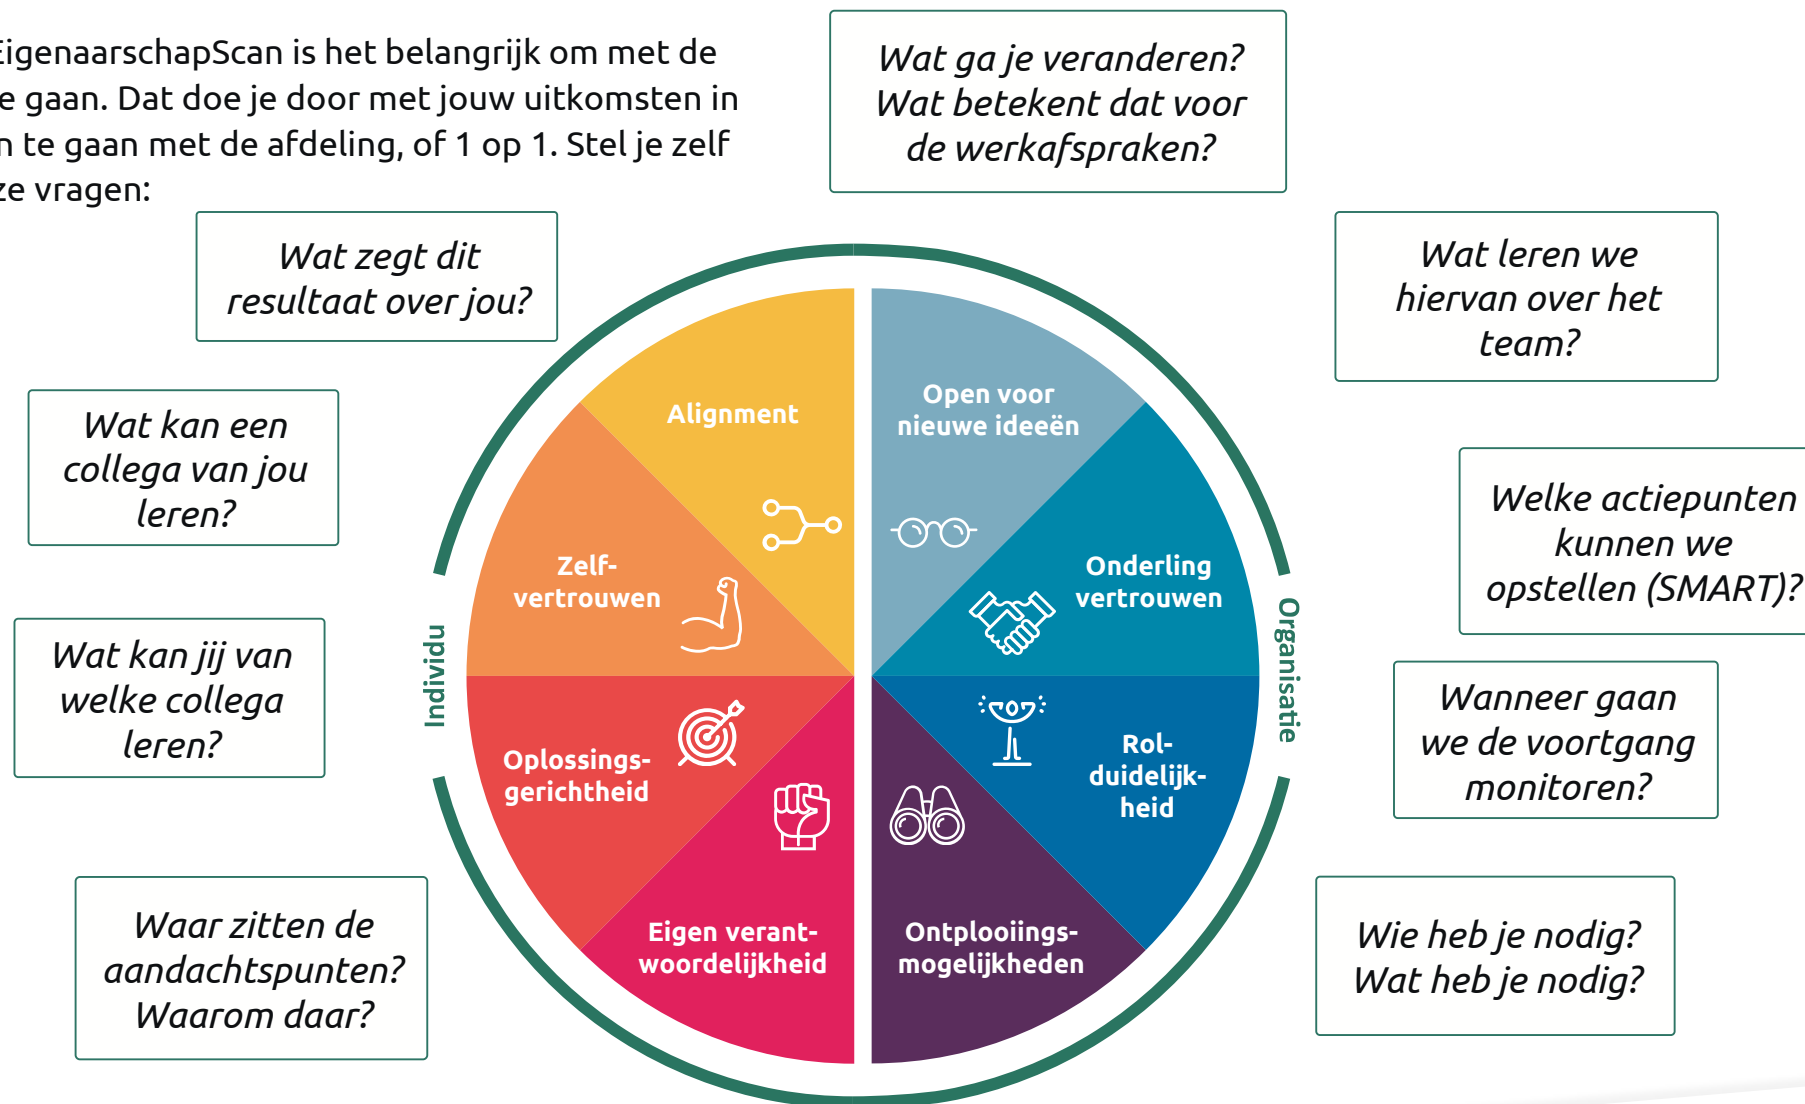 EigenaarschapScan is het belangrijk om met de
e gaan. Dat doe je door met jouw uitkomsten in
n te gaan met de afdeling, of 1 op 1. Stel je zelf
ze vragen:
Wat ga je veranderen?
Wat betekent dat voor
de werkafspraken?
Wat zegt dit
resultaat over jou?
Wat leren we
hiervan over het
team?
Wat kan een
collega van jou
leren?
Welke actiepunten
kunnen we
opstellen (SMART)?
Wat kan jij van
welke collega
leren?
Wanneer gaan
we de voortgang
monitoren?
Waar zitten de
aandachtspunten?
Waarom daar?
Wie heb je nodig?
Wat heb je nodig?
Individu
Organisatie
Alignment
Open voor
nieuwe ideeën
Zelf-
vertrouwen
Onderling
vertrouwen
Oplossings-
gerichtheid
Rol-
duidelijk-
heid
Eigen verant-
woordelijkheid
Ontplooiings-
mogelijkheden